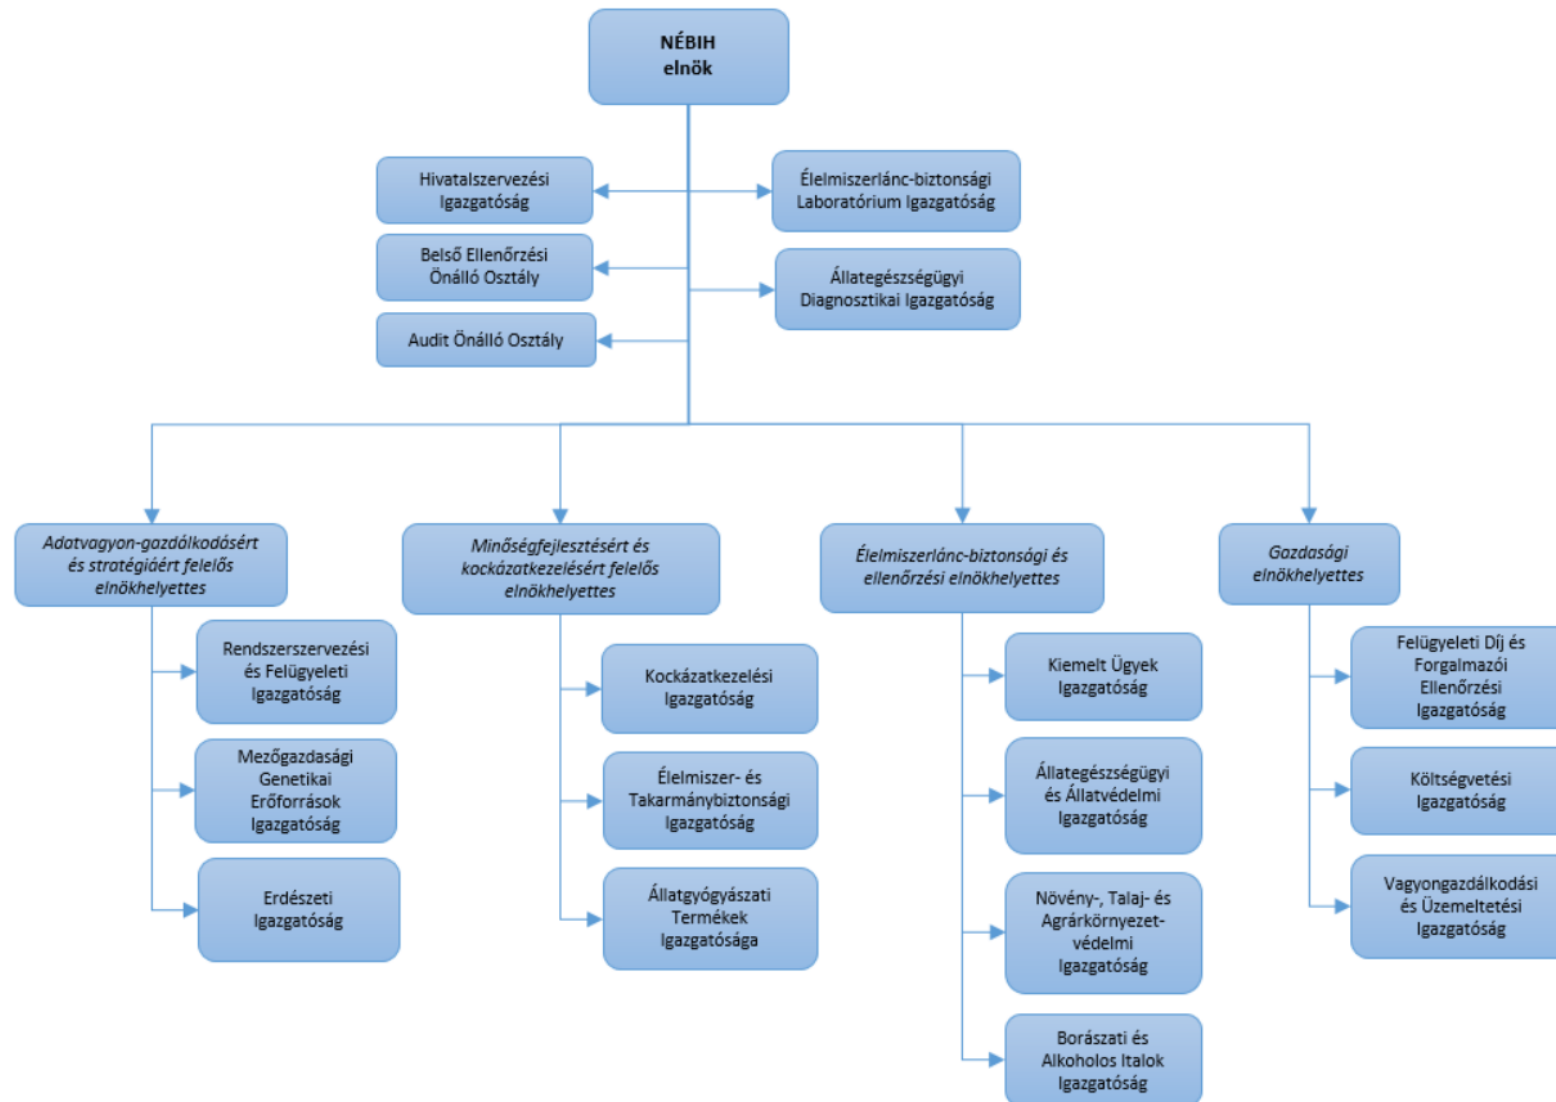 NÉBIH
elnök
Hivatalszervezési
Igazgatóság
Élelmiszerlánc-biztonsági
Laboratórium Igazgatóság
Belső Ellenőrzési
Önálló Osztály
Állategészségügyi
Diagnosztikai Igazgatóság
Audit Önálló Osztály
Adatvagyon-gazdálkodásért
és stratégiáért felelős
elnökhelyettes
Rendszerszervezési
és Felügyeleti
Igazgatóság
Mezőgazdasági
Genetikai
Erőforrások
Igazgatóság
Erdészeti
Igazgatóság
Minőségfejlesztésért és
kockázatkezelésért felelős
elnökhelyettes
Kockázatkezelési
Igazgatóság
Élelmiszer- és
Takarmánybiztonsági
Igazgatóság
Állatgyógyászati
Termékek
Igazgatósága
Élelmiszerlánc-biztonsági és
ellenőrzési elnökhelyettes
Kiemelt Ügyek
Igazgatóság
Állategészségügyi
és Állatvédelmi
Igazgatóság
Növény-, Talaj- és
Agrárkörnyezet-
védelmi
Igazgatóság
Borászati és
Alkoholos Italok
Igazgatóság
Gazdasági
elnökhelyettes
Felügyeleti Díj és
Forgalmazói
Ellenőrzési
Igazgatóság
Költségvetési
Igazgatóság
Vagyongazdálkodási
és Üzemeltetési
Igazgatóság